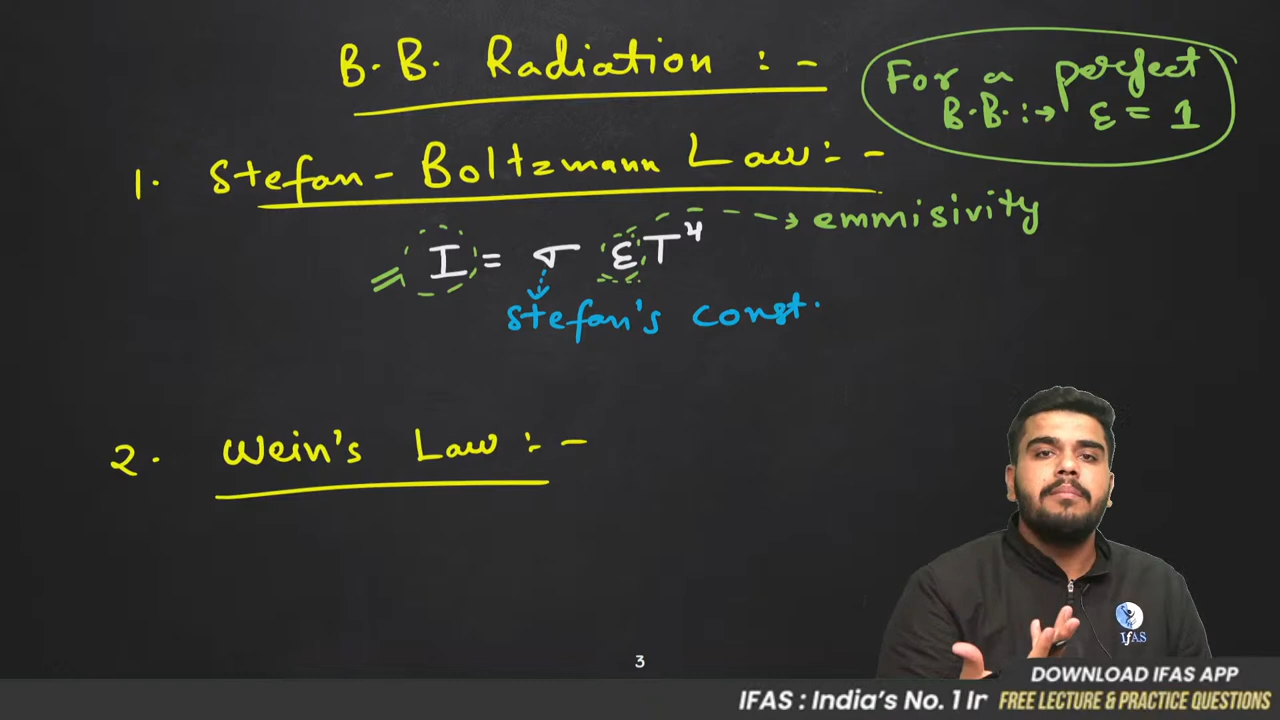 B.B. Radiation :-
For a perfect
B.B. :→ ε = 1
1. Stefan-Boltzmann Law :-
I = σ ε T⁴ → emmisivity
stefan's const.
2. Wein's Law :-
IFAS
3
DOWNLOAD IFAS APP
IFAS : India's No. 1 Ir FREE LECTURE & PRACTICE QUESTIONS